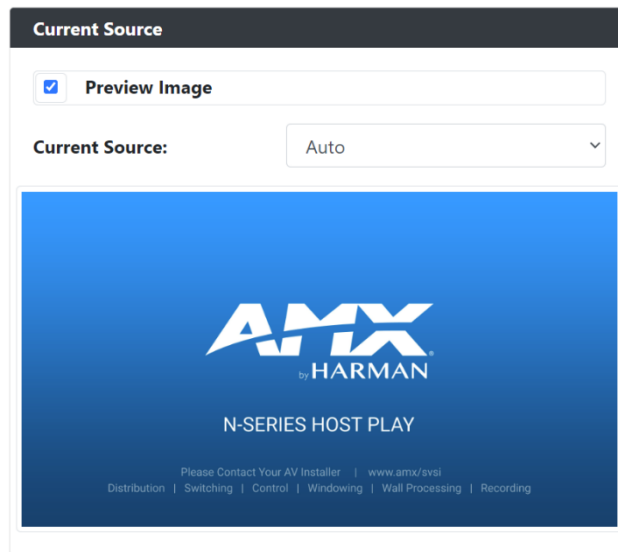 Current Source
Preview Image
Current Source: Auto
AMX
by HARMAN
N-SERIES HOST PLAY
Please Contact Your AV Installer | www.amx/svsi
Distribution | Switching | Control | Windowing | Wall Processing | Recording